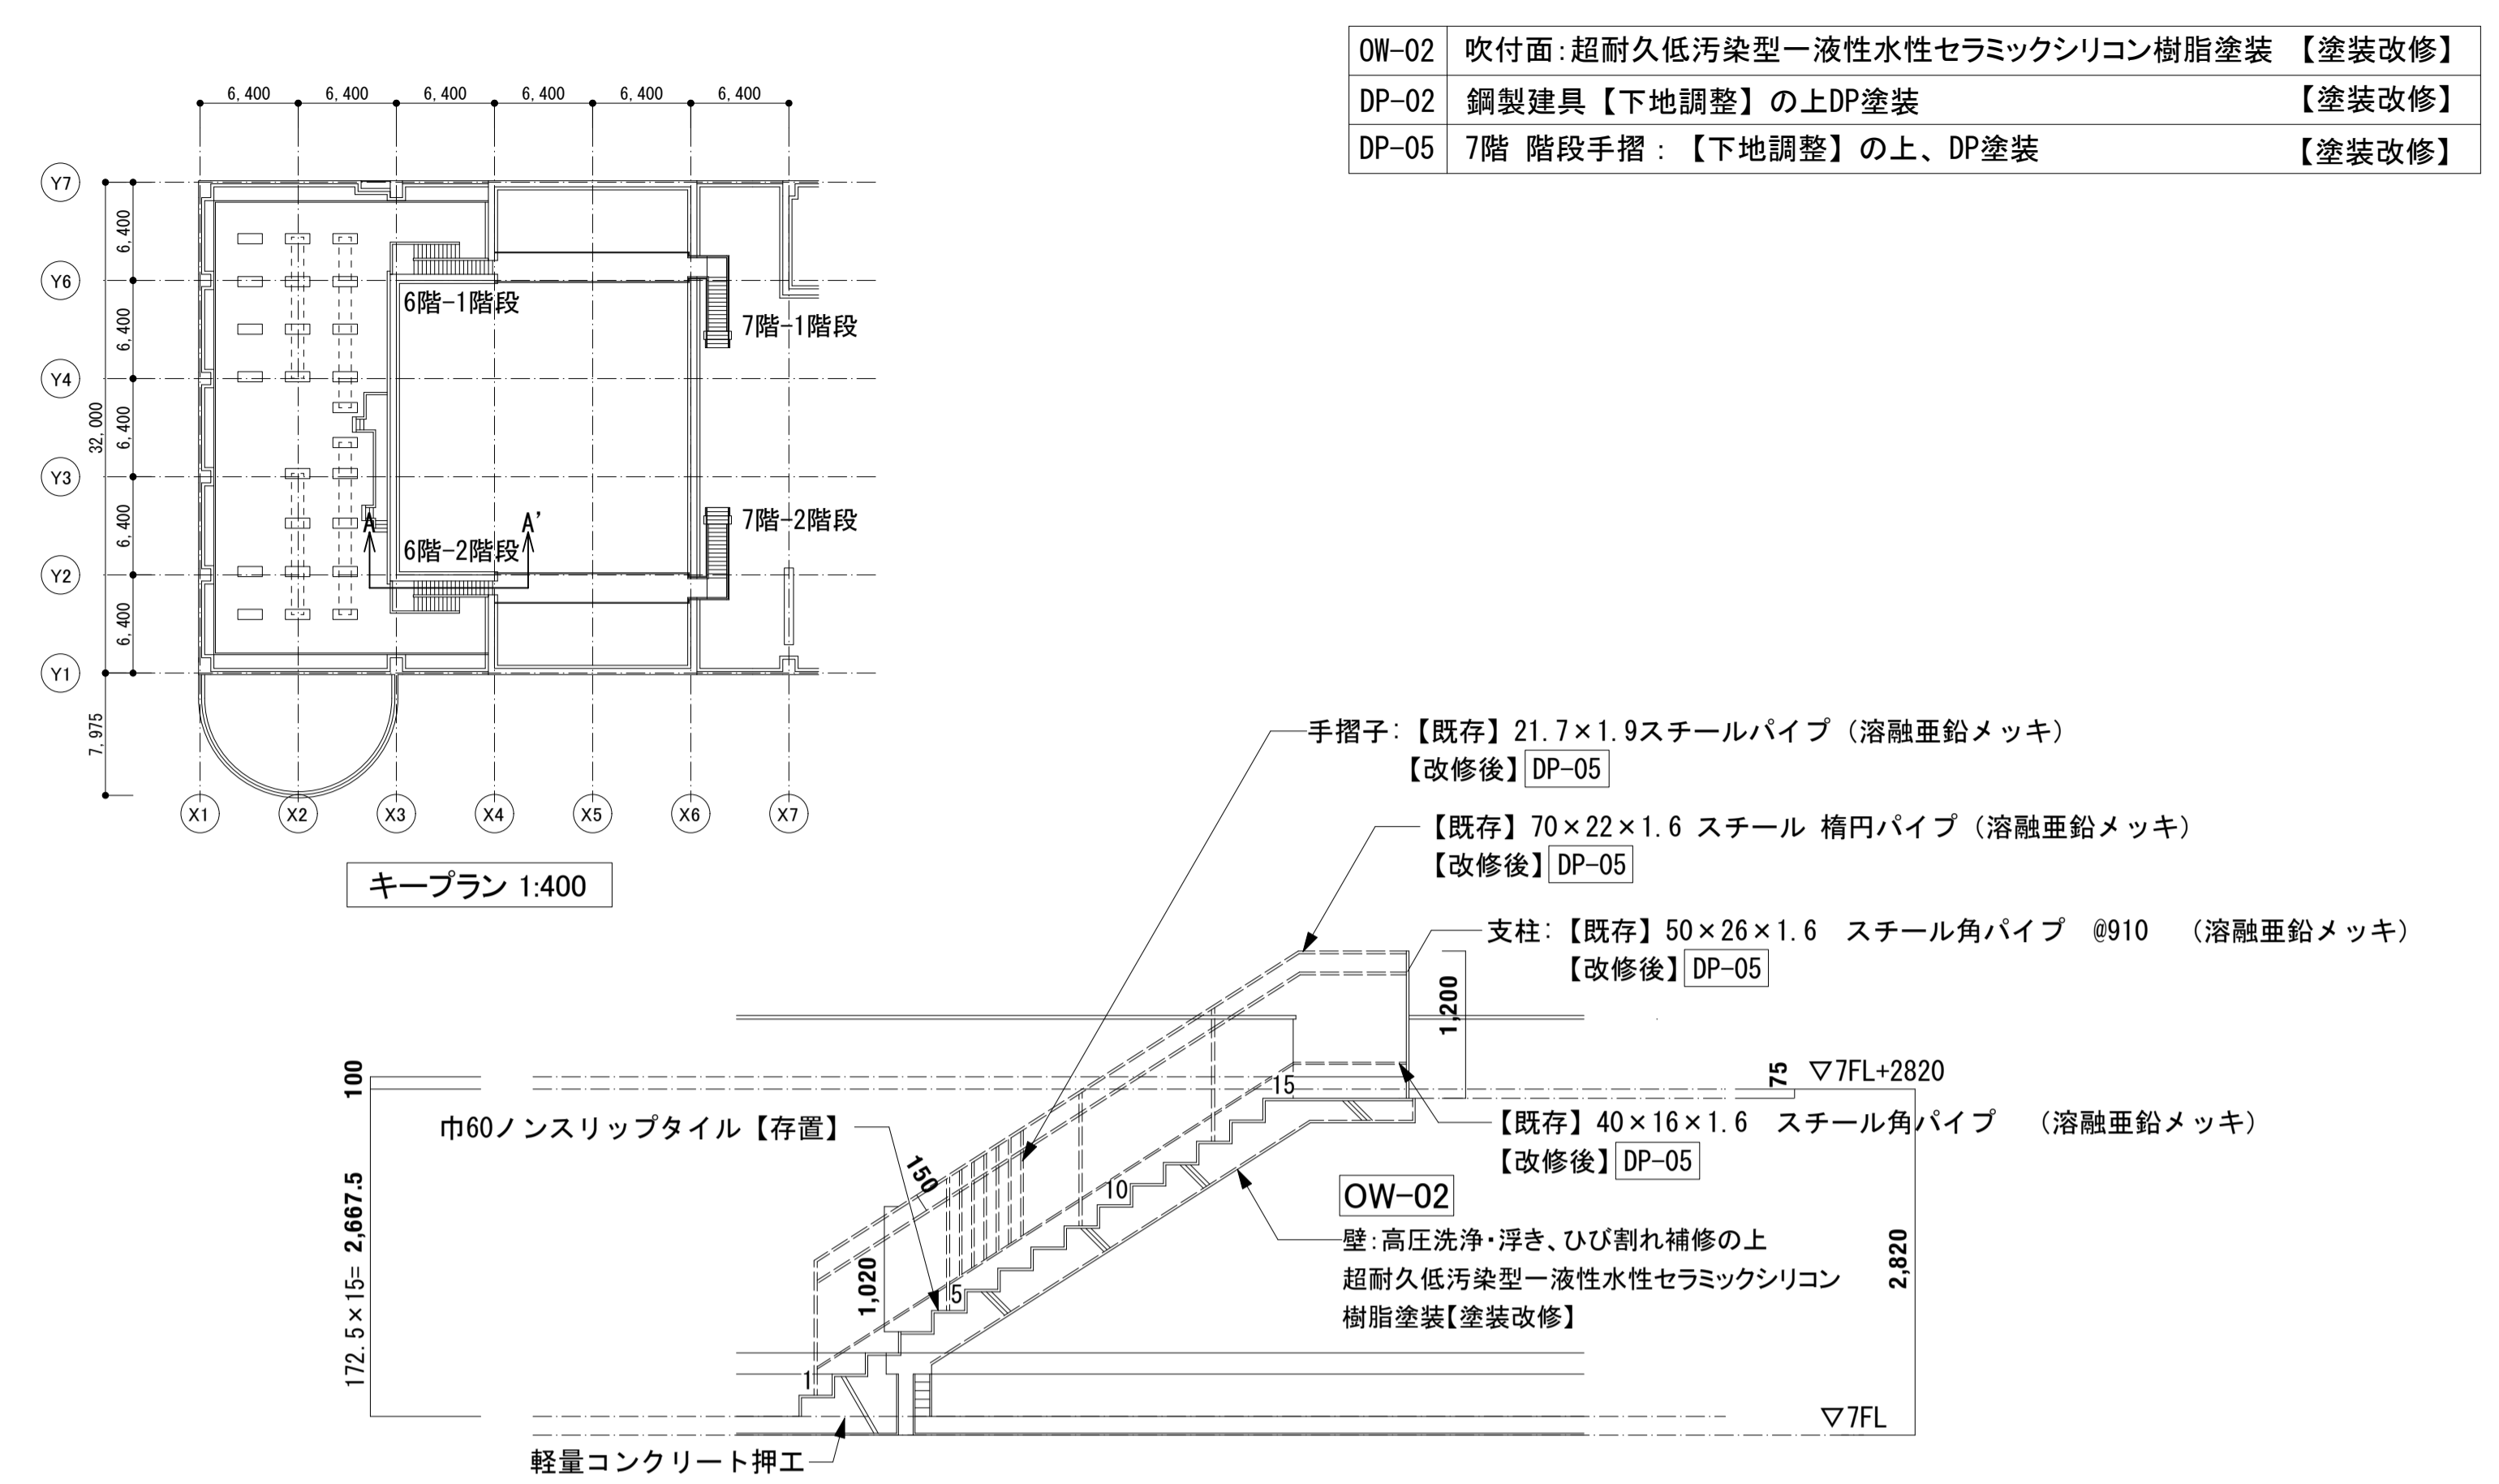 OW-02 吹付面:超耐久低汚染型一液性水性セラミックシリコン樹脂塗装 【塗装改修】
DP-02 鋼製建具【下地調整】の上DP塗装 【塗装改修】
DP-05 7階 階段手摺:【下地調整】の上、DP塗装 【塗装改修】
6,400 6,400 6,400 6,400 6,400 6,400
Y7
6,400
Y6
6階-1階段
7階-1階段
6,400
Y4
32,000
6,400
Y3
7階-2階段
A A'
6,400
6階-2階段
Y2
6,400
Y1
7,975
X1 X2 X3 X4 X5 X6 X7
キープラン 1:400
手摺子:【既存】21.7×1.9スチールパイプ(溶融亜鉛メッキ)
【改修後】DP-05
【既存】70×22×1.6 スチール 楕円パイプ(溶融亜鉛メッキ)
【改修後】DP-05
支柱:【既存】50×26×1.6 スチール角パイプ @910 (溶融亜鉛メッキ)
【改修後】DP-05
1,200
100
75
▽7FL+2820
15
巾60ノンスリップタイル【存置】
【既存】40×16×1.6 スチール角パイプ (溶融亜鉛メッキ)
【改修後】DP-05
150
10
OW-02
172.5×15= 2,667.5
壁:高圧洗浄・浮き、ひび割れ補修の上
超耐久低汚染型一液性水性セラミックシリコン
樹脂塗装【塗装改修】
1,020
5
2,820
1
▽7FL
軽量コンクリート押工